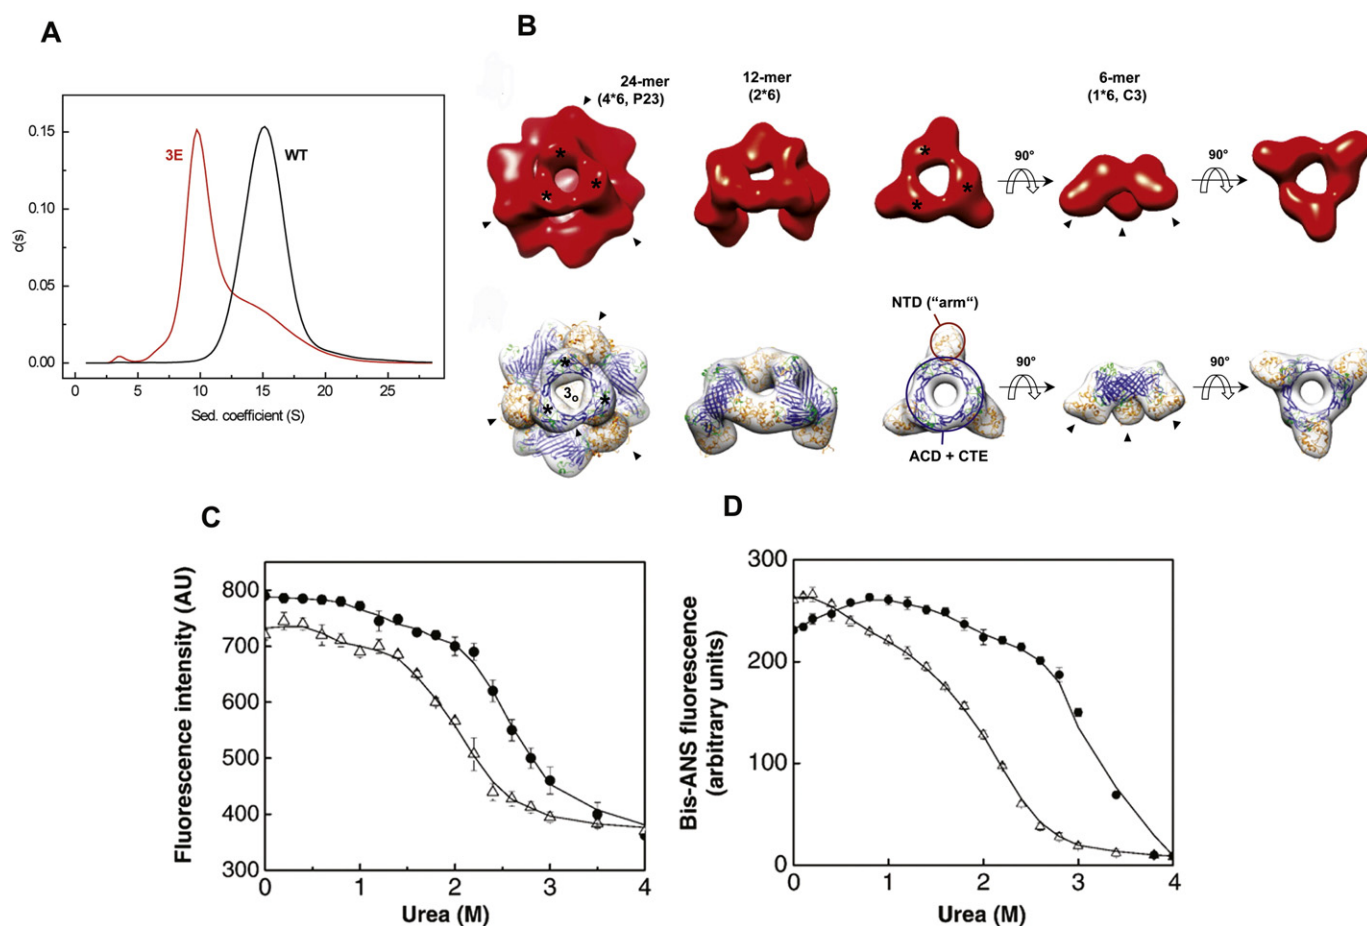 A
B
0.15
0.10
0.05
0.00
c(s)
3E
WT
5
10
15
20
25
Sed. coefficient (S)
24-mer
(4*6, P23)
12-mer
(2*6)
6-mer
(1*6, C3)
*
*
*
*
*
*
90°
90°
NTD ("arm")
*
*
*
3o
90°
90°
ACD + CTE
C
D
Fluorescence intensity (AU)
800
700
600
500
400
300
0
1
2
3
4
Urea (M)
Bis-ANS fluorescence
(arbitrary units)
300
200
100
0
0
1
2
3
4
Urea (M)